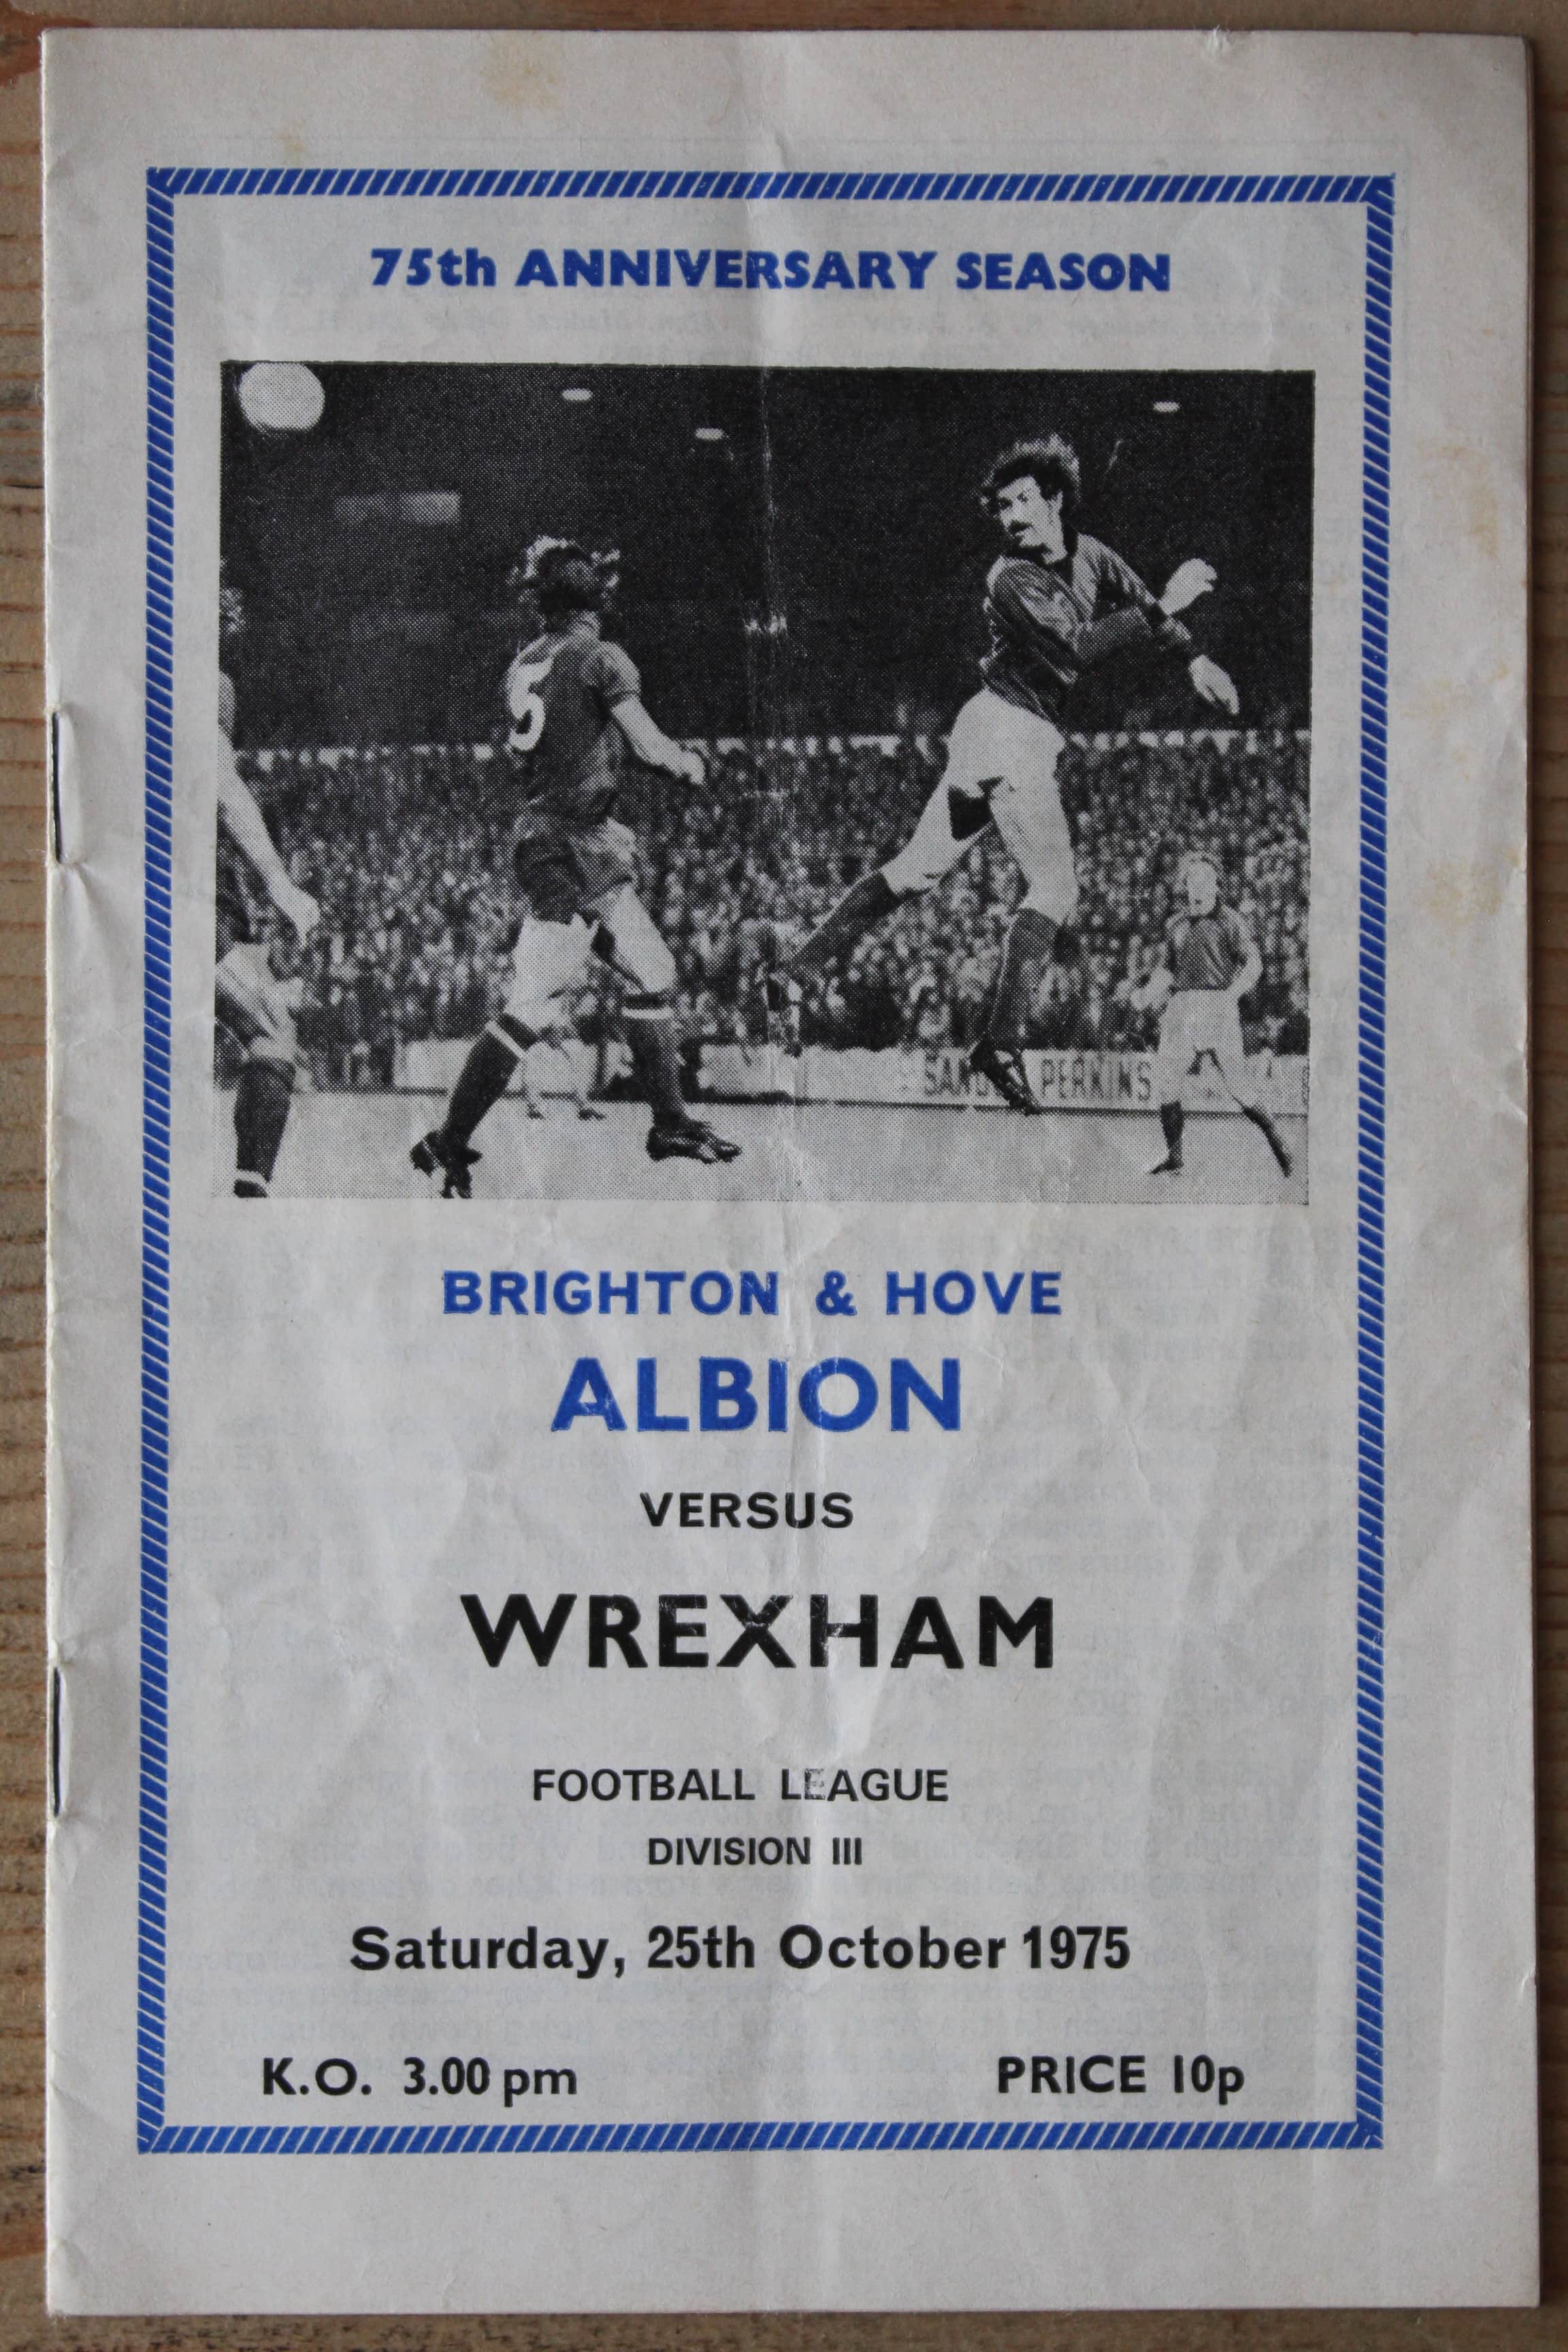 75th ANNIVERSARY SEASON
5
PERKINS
BRIGHTON & HOVE
ALBION
VERSUS
WREXHAM
FOOTBALL LEAGUE
DIVISION III
Saturday, 25th October 1975
K.O. 3.00 pm PRICE 10p